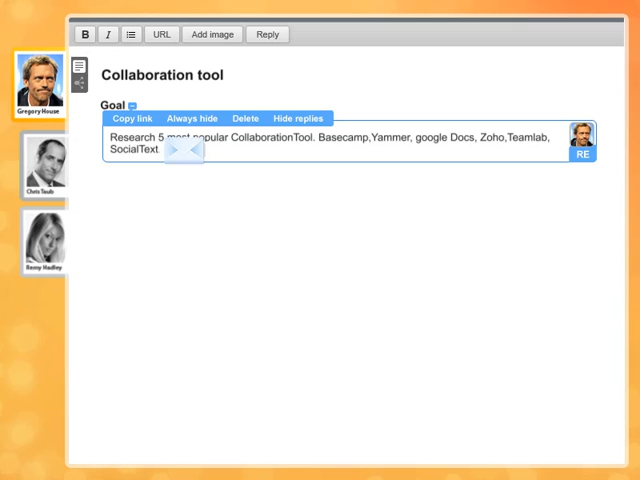 B I URL Add image Reply
Gregory House
Chris Taub
Remy Hadley
Collaboration tool
Goal
Copy link Always hide Delete Hide replies
Research 5 most popular CollaborationTool. Basecamp,Yammer, google Docs, Zoho,Teamlab,
SocialText
RE